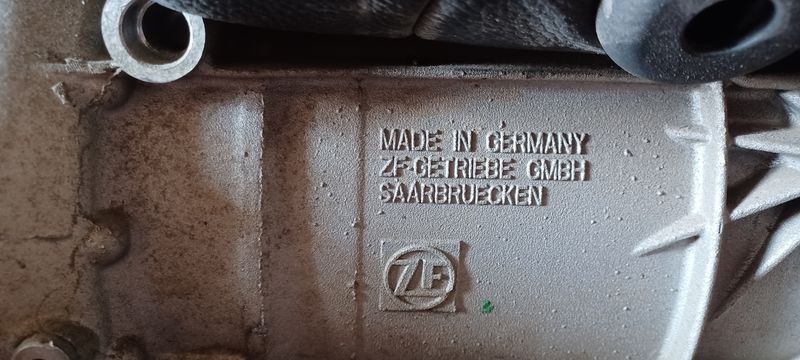 MADE IN GERMANY
ZF-GETRIEBE GMBH
SAARBRUECKEN
ZF